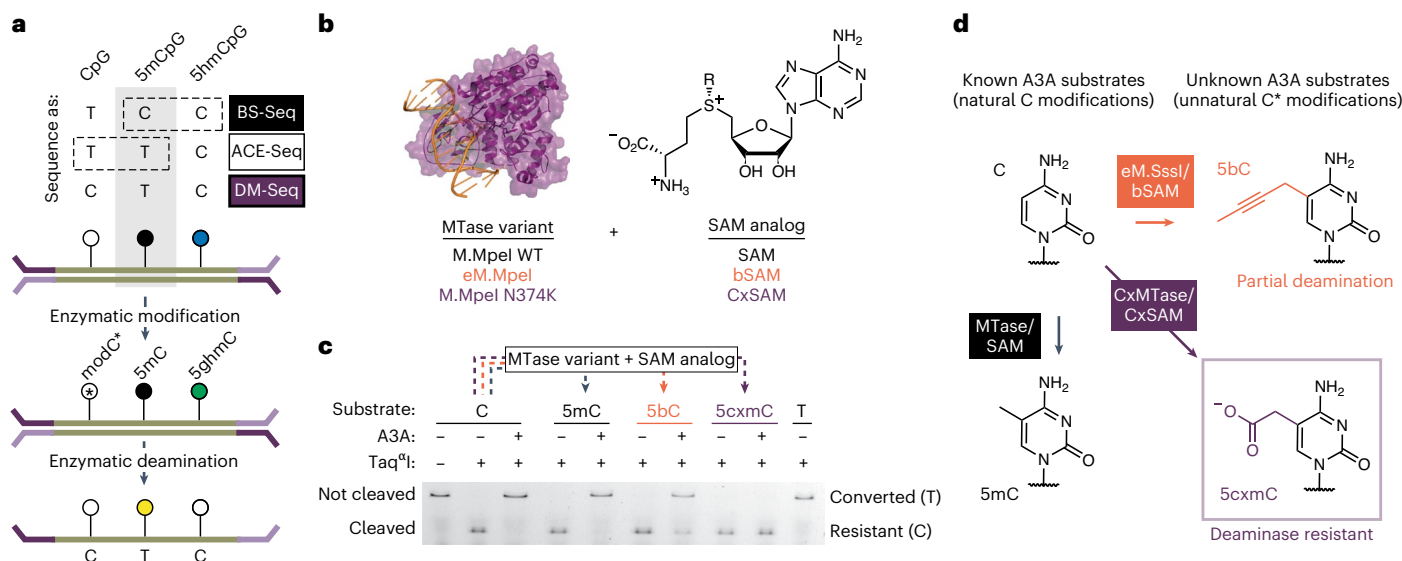 a
CpG
5mCpG
5hmCpG
Sequence as:
T C C BS-Seq
T T C ACE-Seq
C T C DM-Seq
Enzymatic modification
modC*
5mC
5ghmC
*
Enzymatic deamination
C T C
b
NH2
N
N
N
N
R
S
+
O
−O2C
+
NH3
OH OH
MTase variant + SAM analog
M.MpeI WT SAM
eM.MpeI bSAM
M.MpeI N374K CxSAM
c
MTase variant + SAM analog
Substrate: C 5mC 5bC 5cxmC T
A3A: − − + − + − + − + −
TaqαI: − + + + + + + + + +
Not cleaved Converted (T)
Cleaved Resistant (C)
d
Known A3A substrates
(natural C modifications)
Unknown A3A substrates
(unnatural C* modifications)
C
NH2
N
N
O
eM.SssI/
bSAM
5bC
NH2
N
N
O
Partial deamination
CxMTase/
CxSAM
MTase/
SAM
NH2
N
N
O
5mC
−O
O
NH2
N
N
O
5cxmC
Deaminase resistant